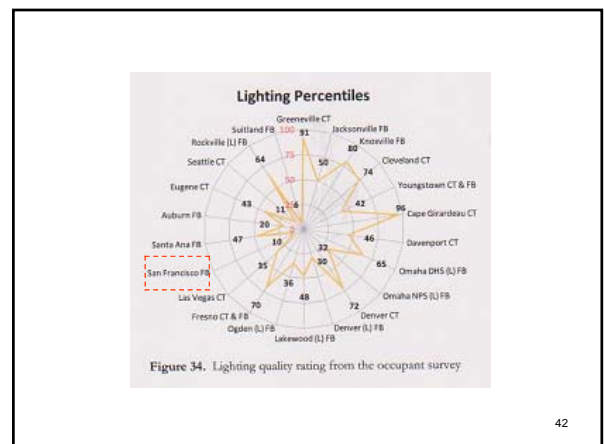 Lighting Percentiles
Greeneville CT
Suitland FB 100 91 Jacksonville FB
Rockville (L) FB 80 Knoxville FB
Seattle CT 64 75 50 74 Cleveland CT
50
Eugene CT Youngstown CT & FB
43 11 25 6 42 96 Cape Girardeau CT
Auburn FB 20 0
Santa Ana FB 47 10 46 Davenport CT
San Francisco FB 35 32 65 Omaha DHS (L) FB
30
Las Vegas CT 36 Omaha NPS (L) FB
70 48 72
Fresno CT & FB Denver CT
Ogden (L) FB Denver (L) FB
Lakewood (L) FB
Figure 34. Lighting quality rating from the occupant survey
42